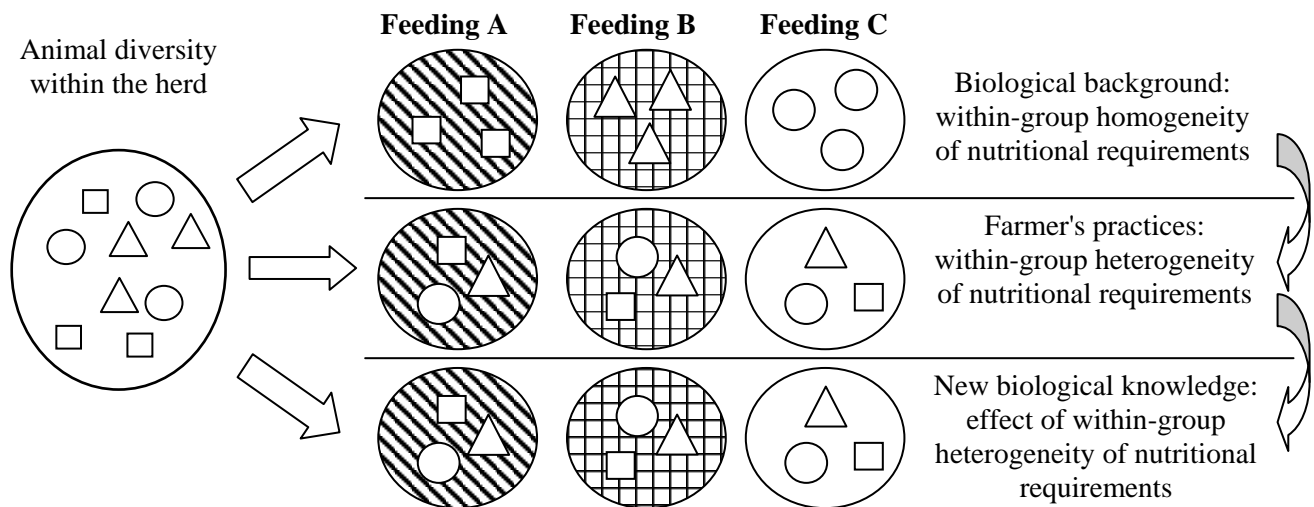 Animal diversity
within the herd
Feeding A
Feeding B
Feeding C
Biological background:
within-group homogeneity
of nutritional requirements
Farmer's practices:
within-group heterogeneity
of nutritional requirements
New biological knowledge:
effect of within-group
heterogeneity of nutritional
requirements